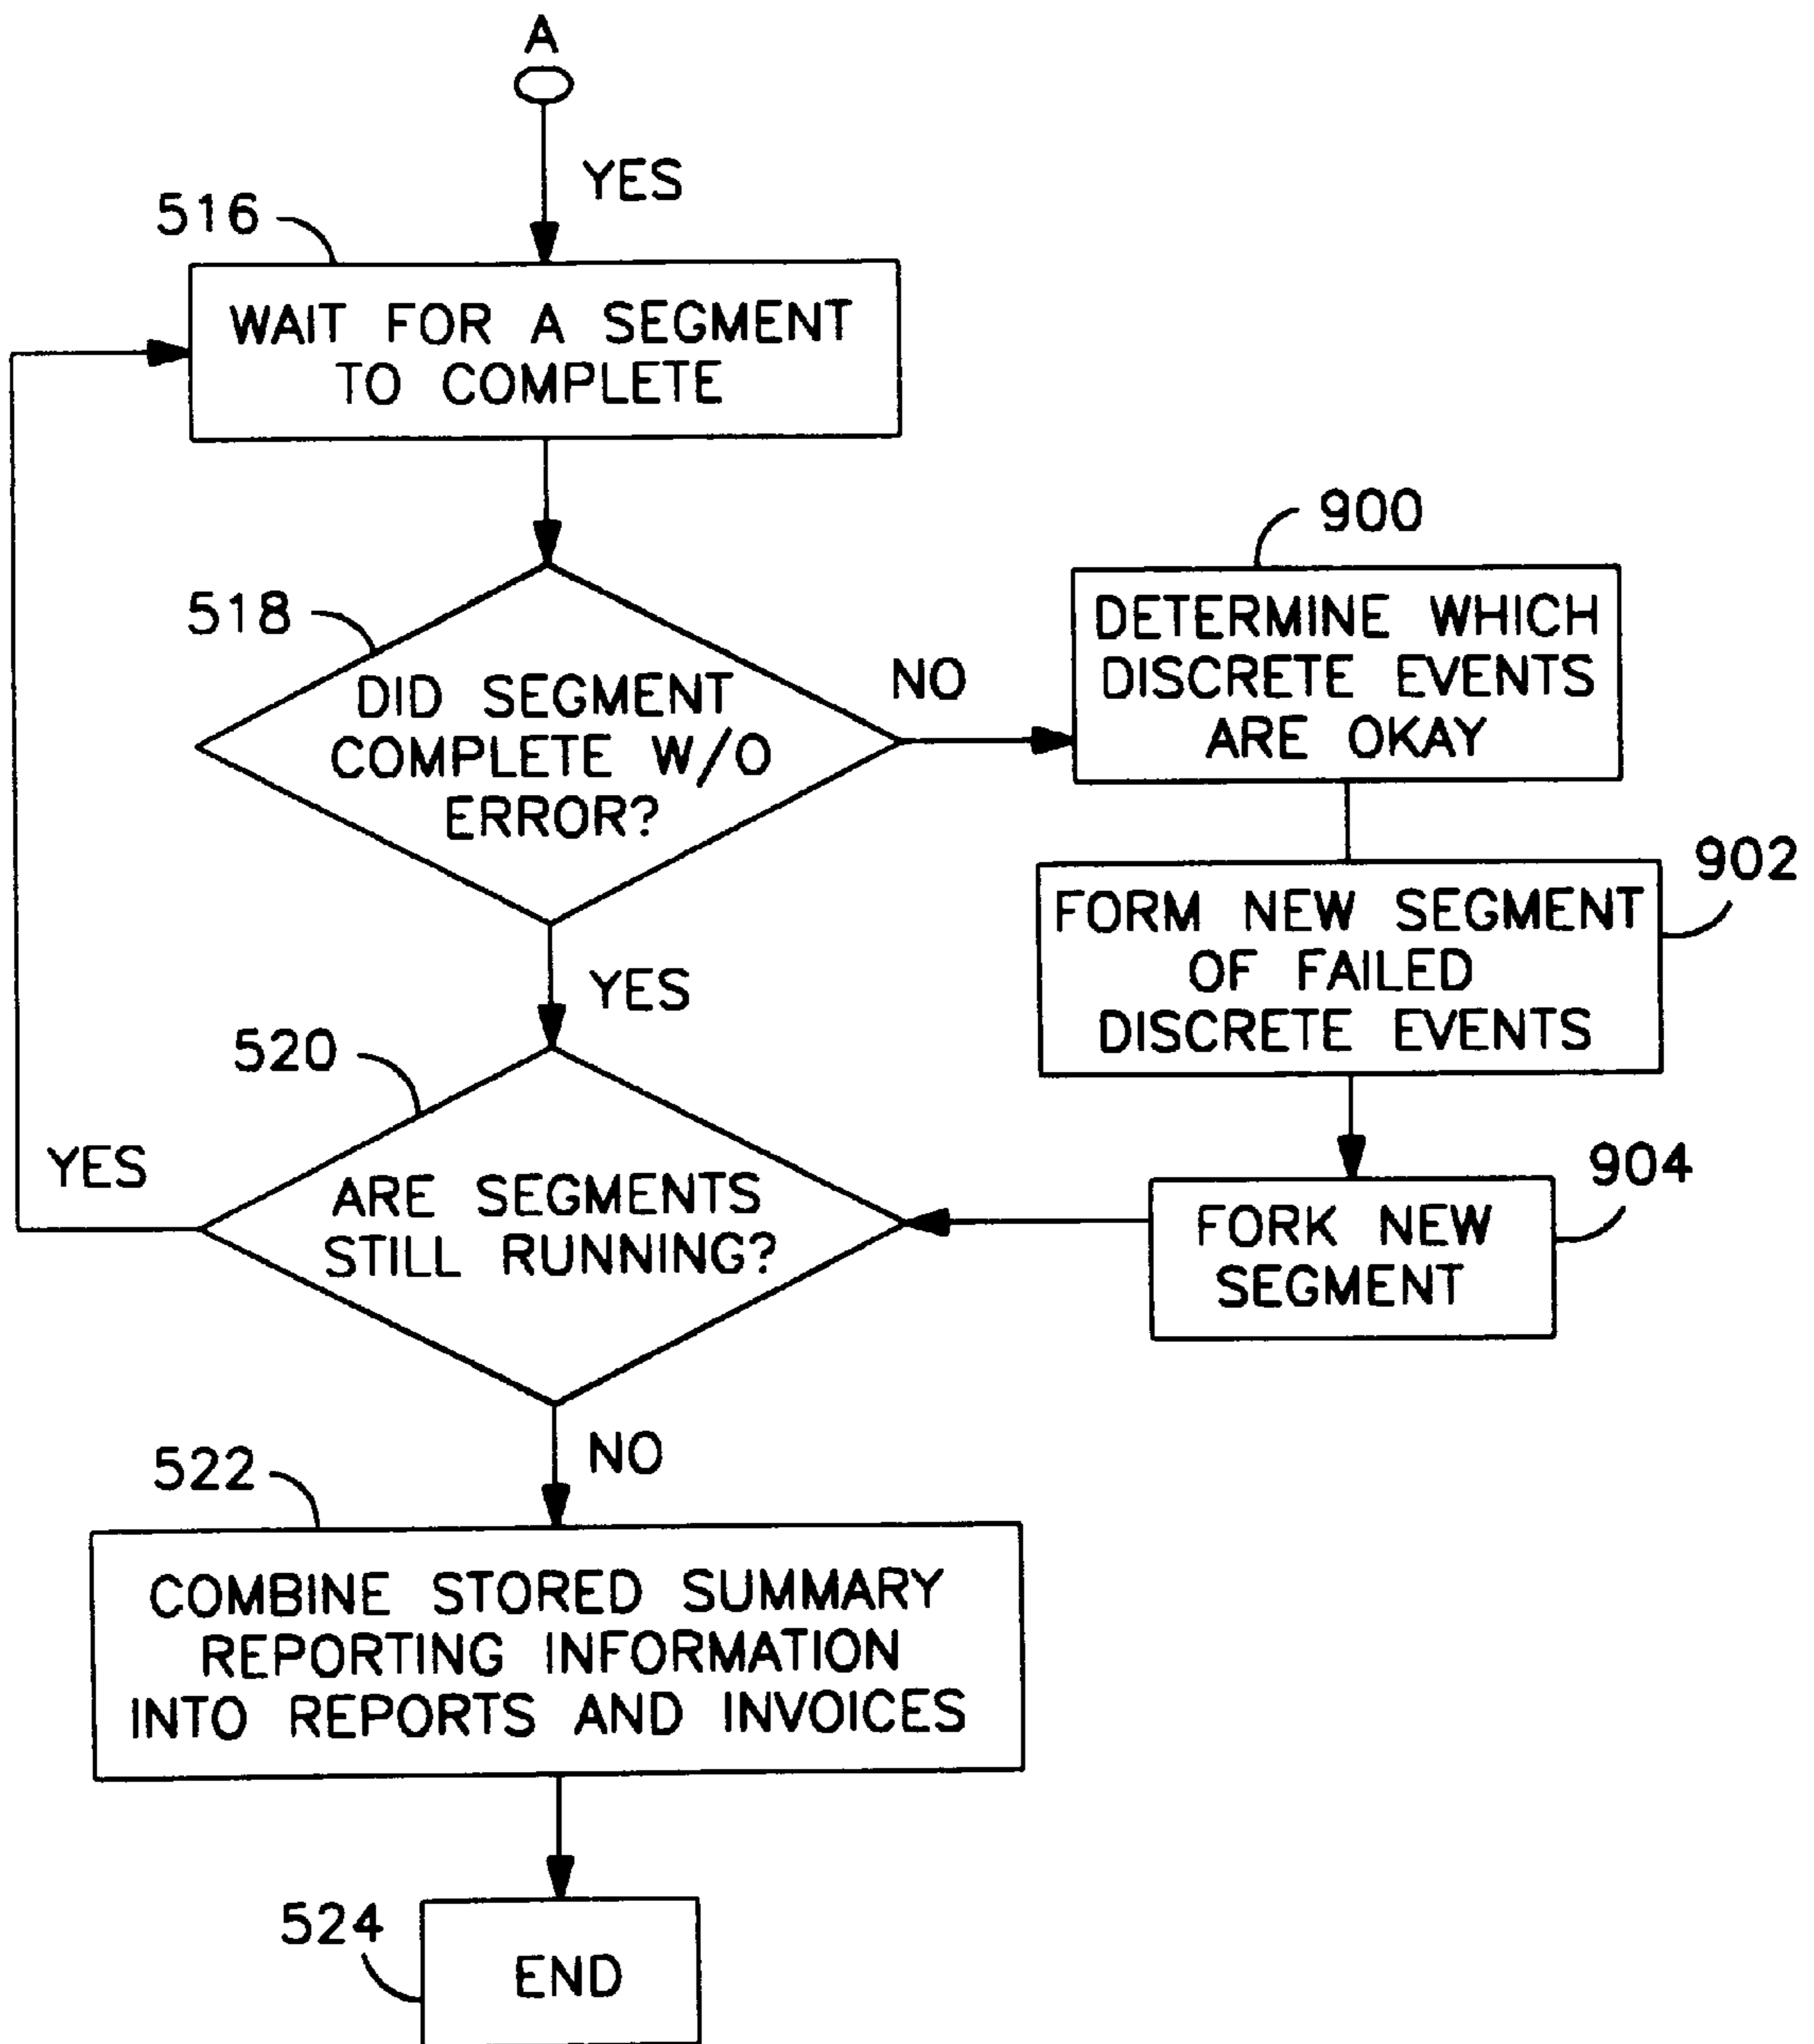 A
YES
516
WAIT FOR A SEGMENT
TO COMPLETE
518
DID SEGMENT
COMPLETE W/O
ERROR?
NO
900
DETERMINE WHICH
DISCRETE EVENTS
ARE OKAY
902
FORM NEW SEGMENT
OF FAILED
DISCRETE EVENTS
YES
520
YES
ARE SEGMENTS
STILL RUNNING?
904
FORK NEW
SEGMENT
NO
522
COMBINE STORED SUMMARY
REPORTING INFORMATION
INTO REPORTS AND INVOICES
524
END